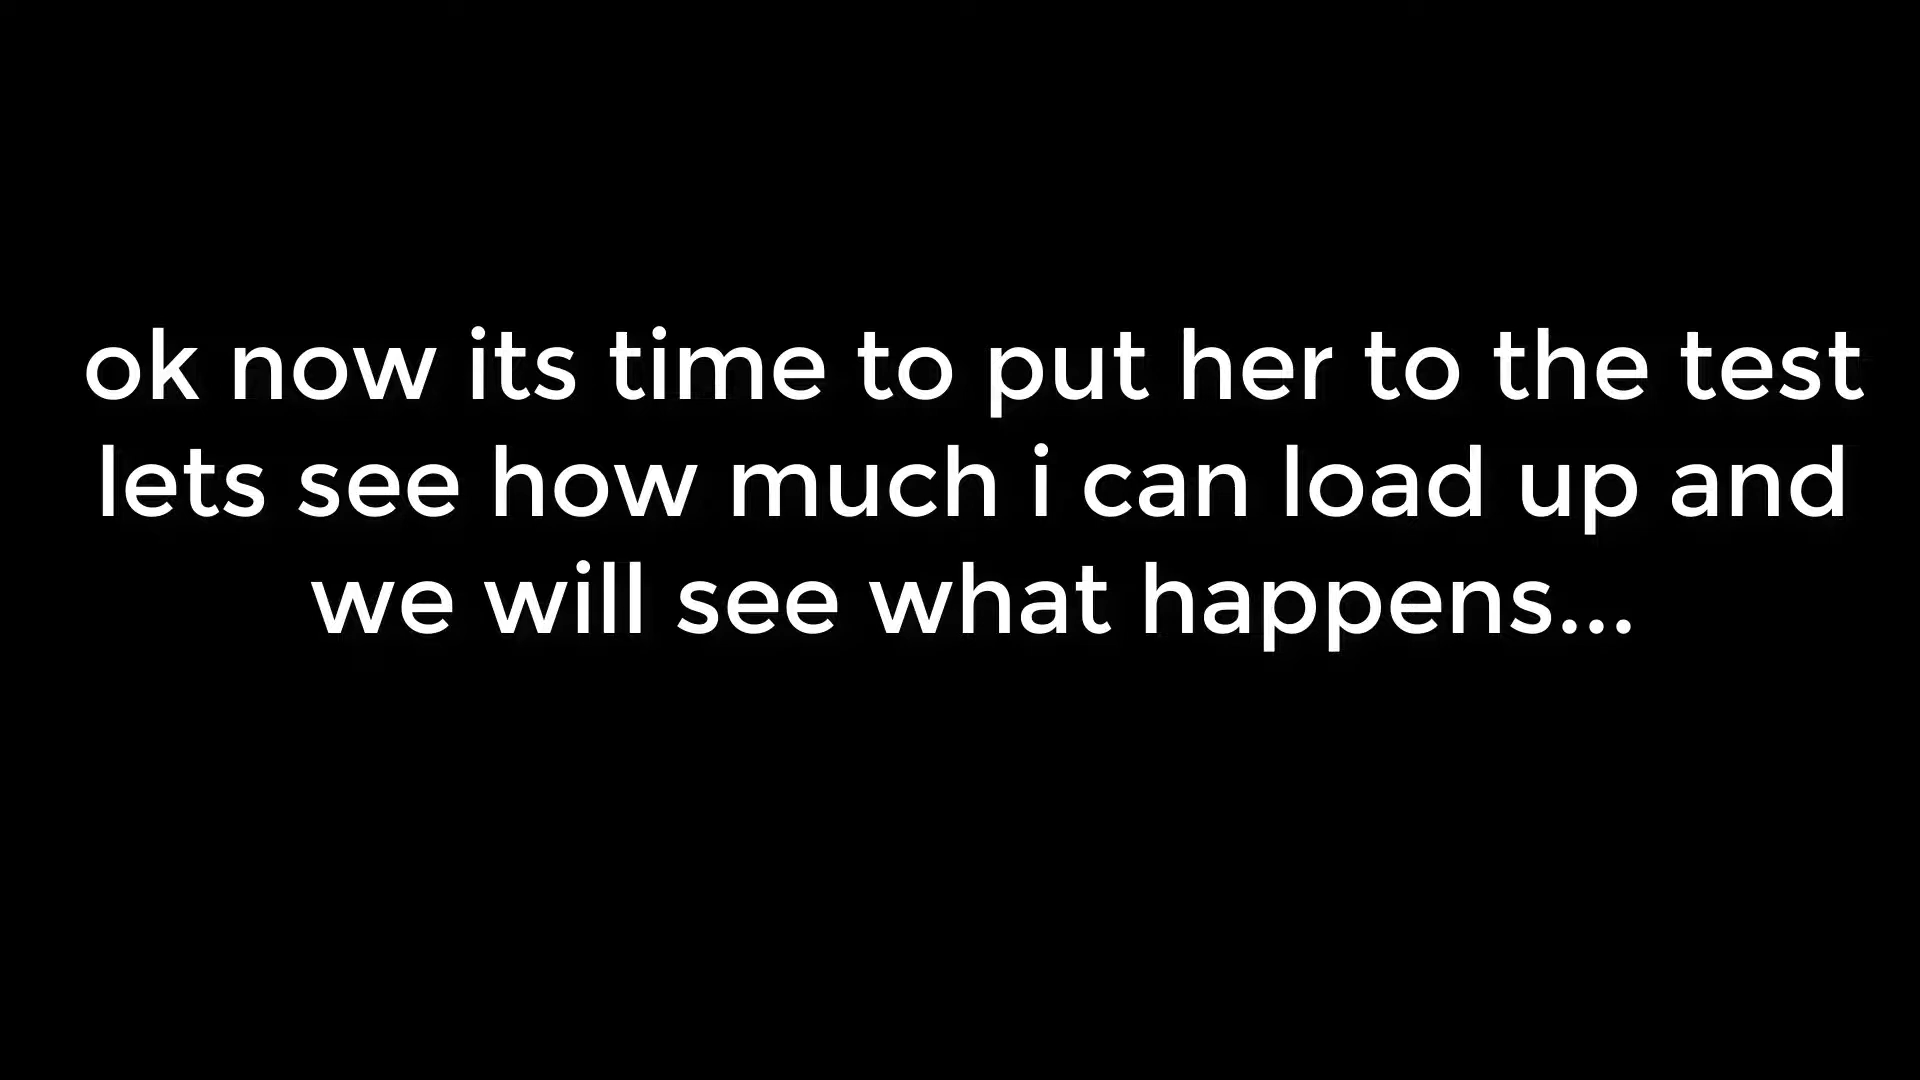 ok now its time to put her to the test
lets see how much i can load up and
we will see what happens...